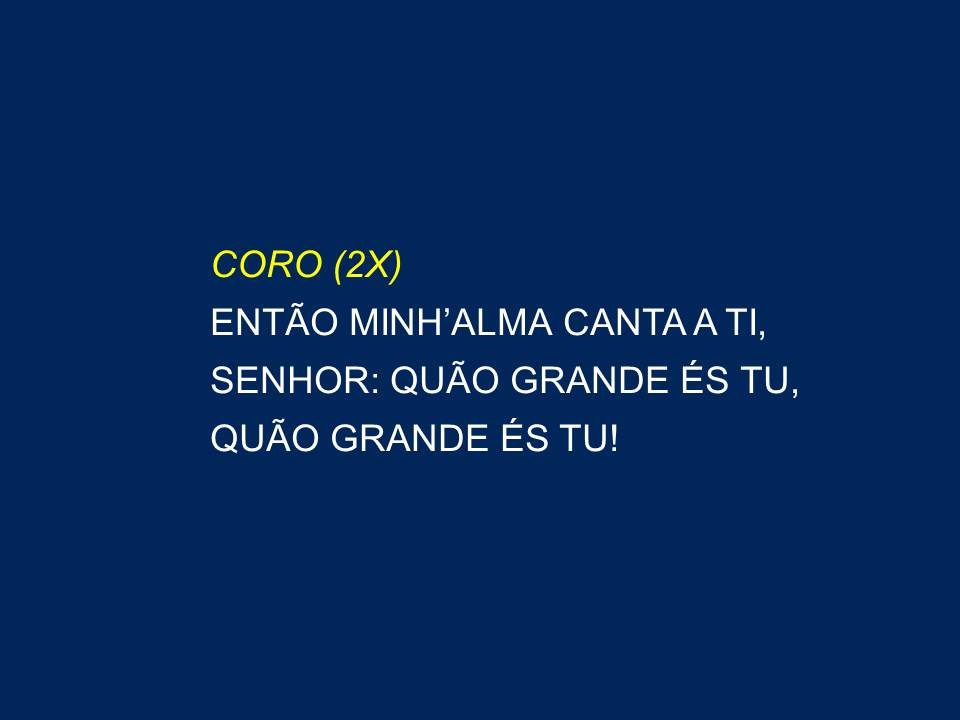 CORO (2X)
ENTÃO MINH’ALMA CANTA A TI,
SENHOR: QUÃO GRANDE ÉS TU,
QUÃO GRANDE ÉS TU!